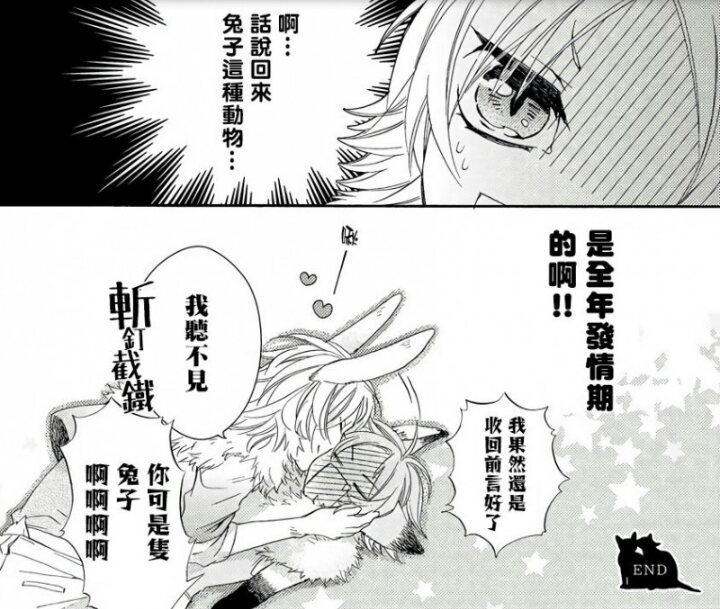 啊…
話說回來
兔子這種動物…
是全年發情期
的啊!!
我果然還是
收回前言好了
我聽不見
斬釘截鐵
你可是隻
兔子
啊啊啊啊
END